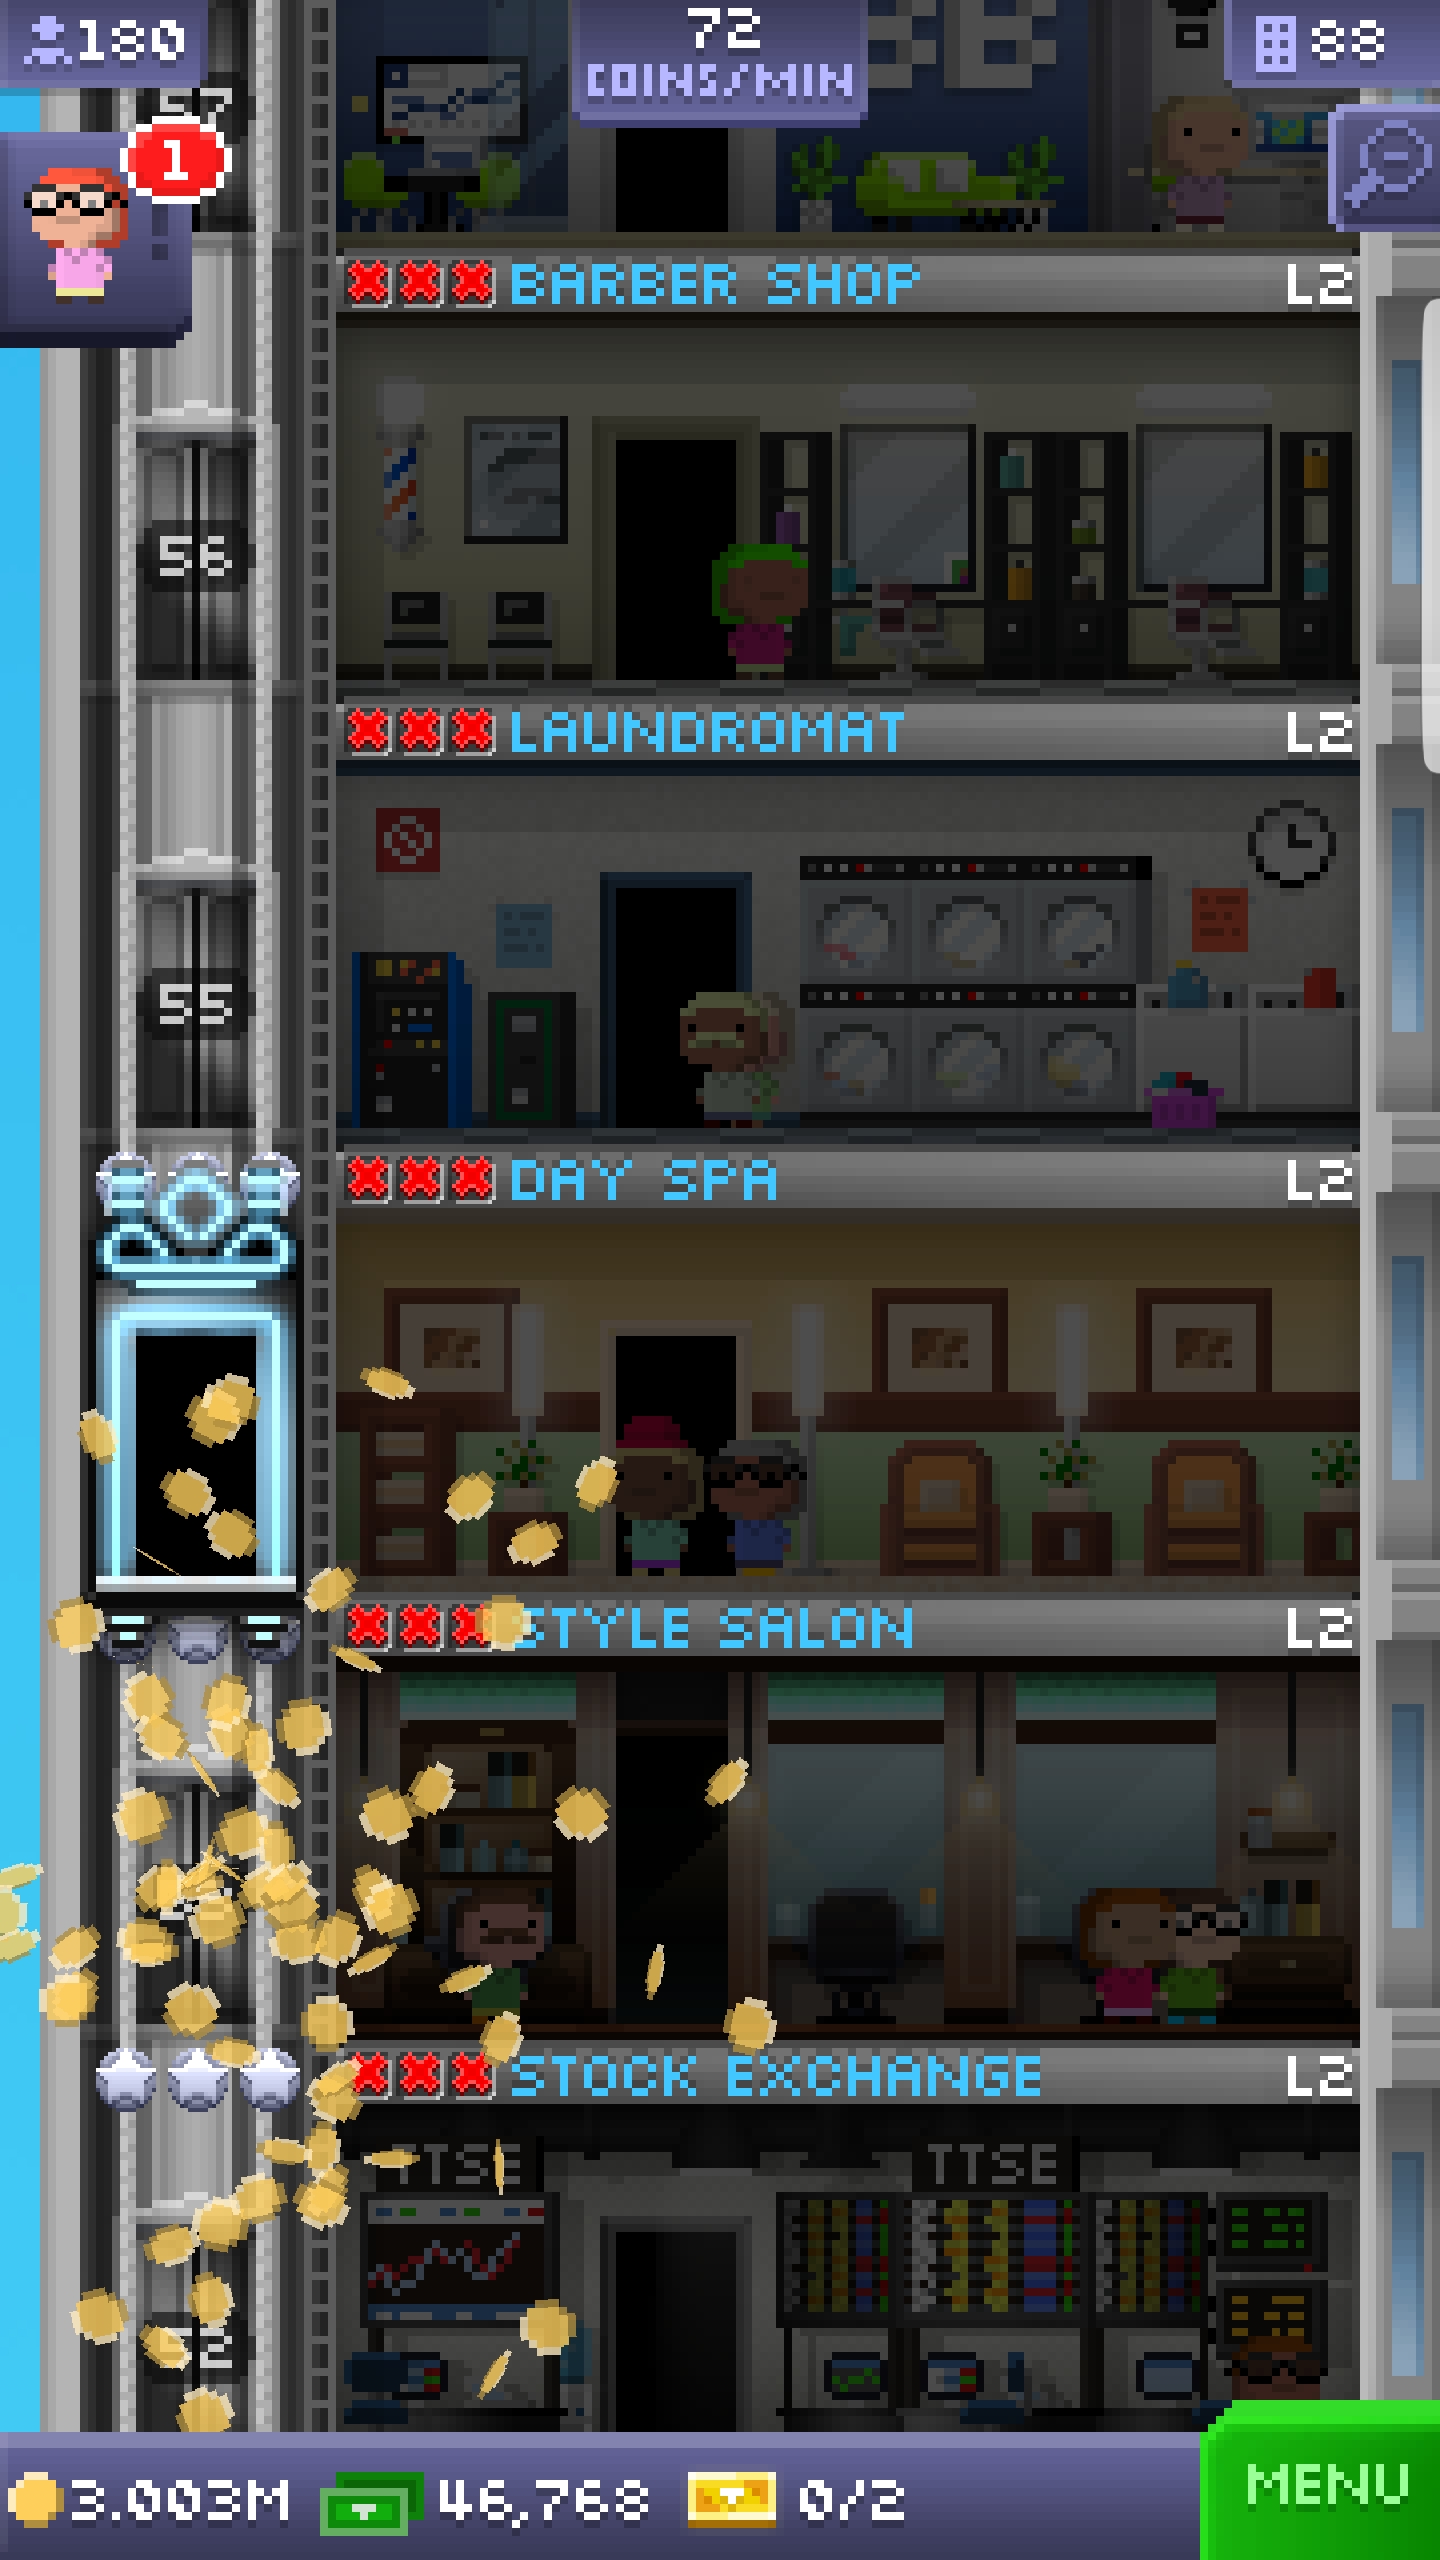 180
72
COINS/MIN
88
57
1
BARBER SHOP L2
56
LAUNDROMAT L2
55
DAY SPA L2
STYLE SALON L2
STOCK EXCHANGE L2
TTSE TTSE
3.003M 46,768 0/2 MENU